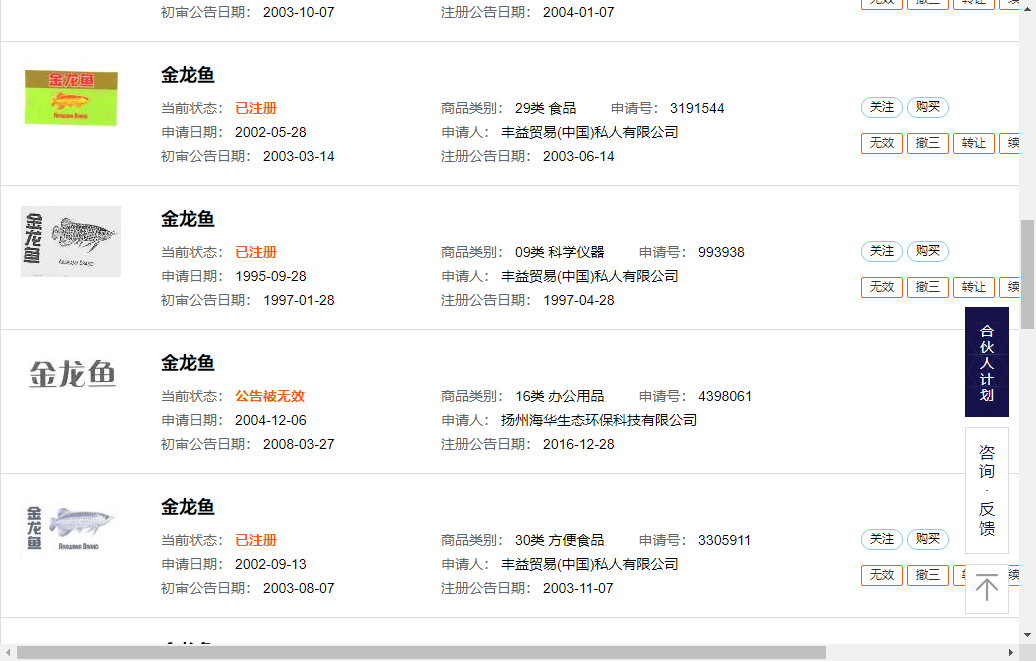 初审公告日期： 2003-10-07 注册公告日期： 2004-01-07
金龙鱼
金龙鱼
ARAWANA BRAND
当前状态： 已注册 商品类别： 29类 食品 申请号： 3191544
关注 购买
申请日期： 2002-05-28 申请人： 丰益贸易(中国)私人有限公司
无效 撤三 转让 续
初审公告日期： 2003-03-14 注册公告日期： 2003-06-14
金龙鱼
金龙鱼
ARAWANA BRAND
当前状态： 已注册 商品类别： 09类 科学仪器 申请号： 993938
关注 购买
申请日期： 1995-09-28 申请人： 丰益贸易(中国)私人有限公司
无效 撤三 转让 续
初审公告日期： 1997-01-28 注册公告日期： 1997-04-28
金龙鱼
金龙鱼
当前状态： 公告被无效 商品类别： 16类 办公用品 申请号： 4398061
申请日期： 2004-12-06 申请人： 扬州海华生态环保科技有限公司
初审公告日期： 2008-03-27 注册公告日期： 2016-12-28
金龙鱼
金龙鱼
ARAWANA BRAND
当前状态： 已注册 商品类别： 30类 方便食品 申请号： 3305911
关注 购买
申请日期： 2002-09-13 申请人： 丰益贸易(中国)私人有限公司
无效 撤三 续
初审公告日期： 2003-08-07 注册公告日期： 2003-11-07
合伙人计划
咨询·反馈